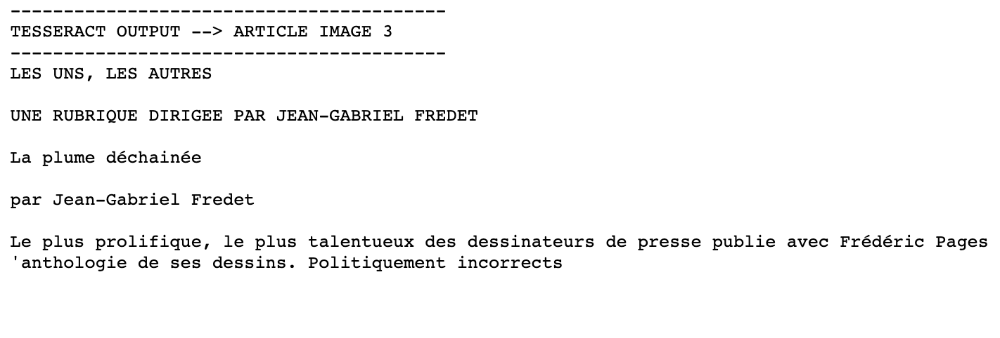 -----------------------------------------
TESSERACT OUTPUT --> ARTICLE IMAGE 3
-----------------------------------------
LES UNS, LES AUTRES
UNE RUBRIQUE DIRIGEE PAR JEAN-GABRIEL FREDET
La plume déchainée
par Jean-Gabriel Fredet
Le plus prolifique, le plus talentueux des dessinateurs de presse publie avec Frédéric Pages
'anthologie de ses dessins. Politiquement incorrects